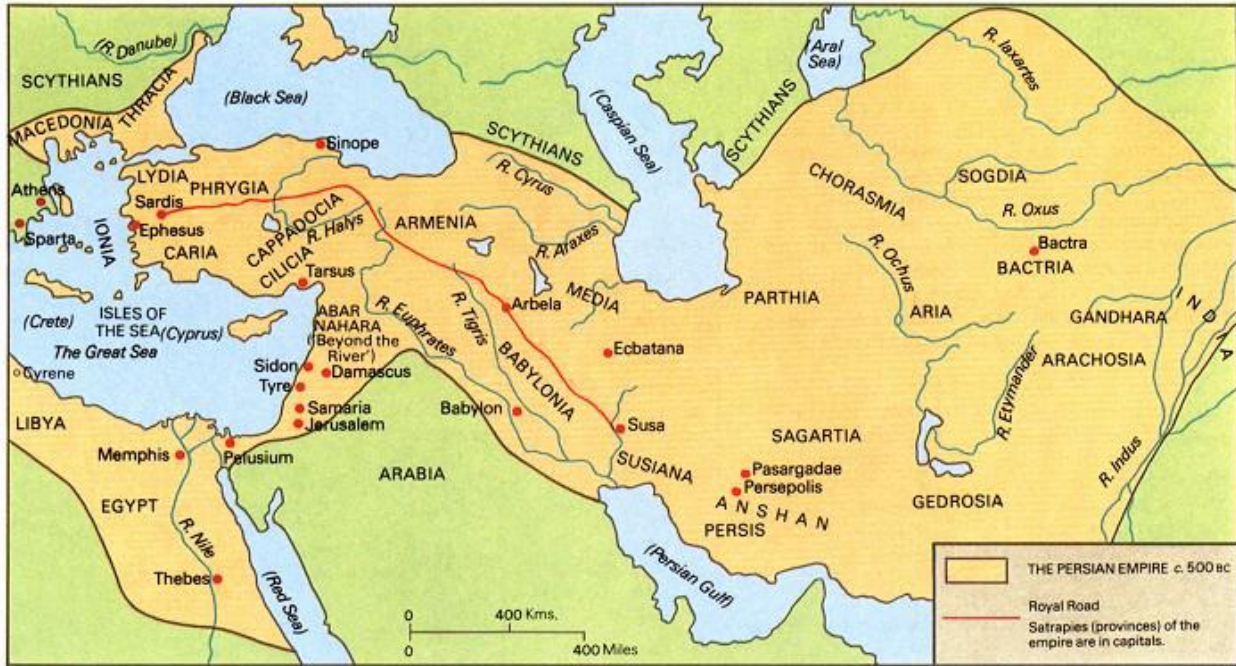 (R. Danube)
SCYTHIANS
THRACIA
MACEDONIA
(Black Sea)
Sinope
SCYTHIANS
(Caspian Sea)
(Aral
Sea)
SCYTHIANS
R. Iaxartes
CHORASMIA
SOGDIA
R. Oxus
Bactra
BACTRIA
R. Ochus
ARIA
PARTHIA
GANDHARA
INDIA
ARACHOSIA
R. Etymander
R. Indus
GEDROSIA
SAGARTIA
Pasargadae
Persepolis
ANSHAN
PERSIS
(Persian Gulf)
R. Cyrus
ARMENIA
R. Araxes
MEDIA
Arbela
Ecbatana
R. Tigris
R. Euphrates
BABYLONIA
Babylon
Susa
SUSIANA
LYDIA
PHRYGIA
Sardis
Ephesus
CARIA
IONIA
Athens
Sparta
CAPPADOCIA
R. Halys
CILICIA
Tarsus
ISLES OF
THE SEA
(Crete)
(Cyprus)
The Great Sea
Cyrene
LIBYA
ABAR
NAHARA
('Beyond the
River')
Sidon
Damascus
Tyre
Samaria
Jerusalem
Pelusium
Memphis
EGYPT
R. Nile
Thebes
(Red Sea)
ARABIA
0 400 Kms.
0 400 Miles
THE PERSIAN EMPIRE c. 500 BC
Royal Road
Satrapies (provinces) of the
empire are in capitals.